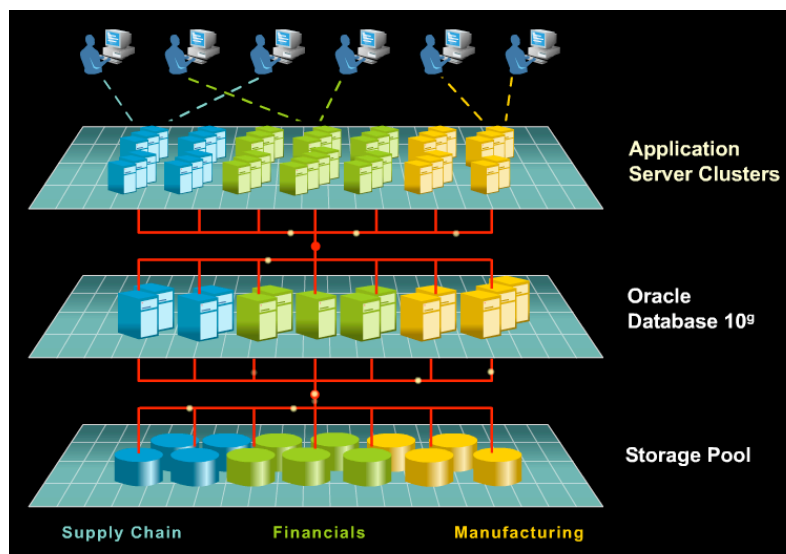 Application
Server Clusters
Oracle
Database 10g
Storage Pool
Supply Chain
Financials
Manufacturing